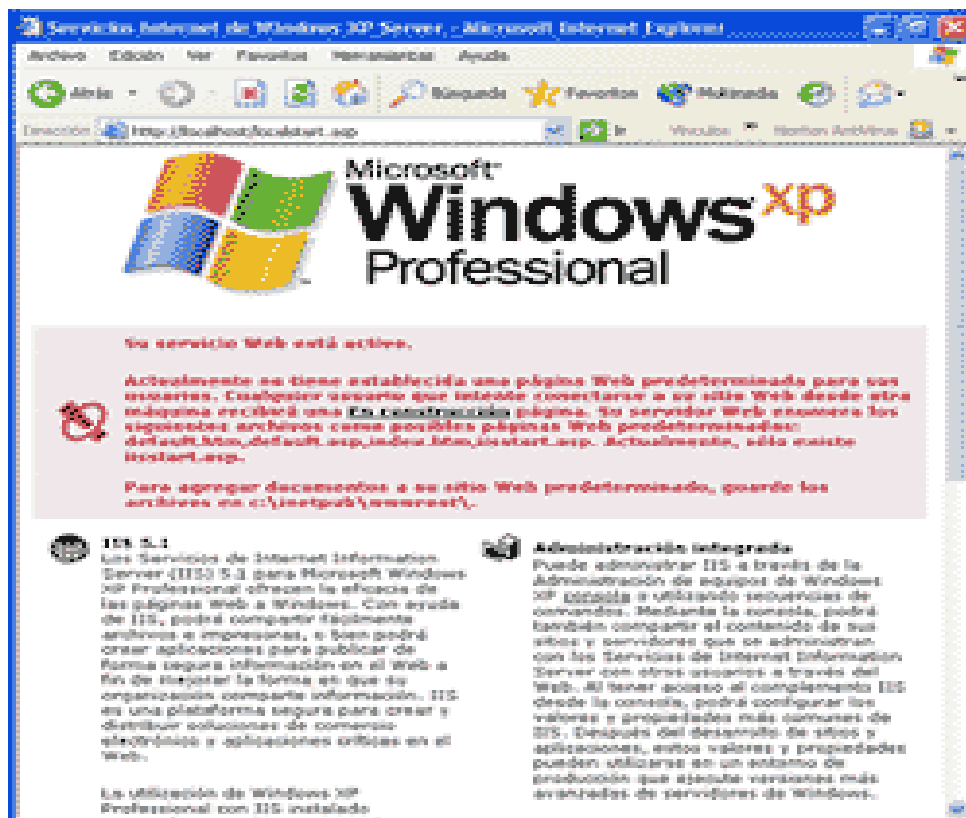 Servicios Internet de Windows XP Server. - Microsoft Internet Explorer
Archivo Edición Ver Favoritos Herramientas Ayuda
Atrás Búsqueda Favoritos Multimedia
Dirección http://localhost/localstart.asp Ir Vínculos Norton AntiVirus
Microsoft
Windows xp
Professional
Su servicio Web está activo.
Actualmente no tiene establecida una página Web predeterminada para sus
usuarios. Cualquier usuario que intente conectarse a su sitio Web desde otra
máquina recibirá una En construcción página. Su servidor Web enumera los
siguientes archivos como posibles páginas Web predeterminadas:
default.htm,default.asp,index.htm,iisstart.asp. Actualmente, sólo existe
iisstart.asp.
Para agregar documentos a su sitio Web predeterminado, guarde los
archivos en c:\inetpub\wwwroot\.
IIS 5.1
Los Servicios de Internet Information
Server (IIS) 5.1 para Microsoft Windows
XP Professional ofrecen la eficacia de
las páginas Web a Windows. Con ayuda
de IIS, podrá compartir fácilmente
archivos e impresoras, o bien podrá
crear aplicaciones para publicar de
forma segura información en el Web a
fin de mejorar la forma en que su
organización comparte información. IIS
es una plataforma segura para crear y
distribuir soluciones de comercio
electrónico y aplicaciones críticas en el
Web.
La utilización de Windows XP
Professional con IIS instalado
Administración integrada
Puede administrar IIS a través de la
Administración de equipos de Windows
XP consola o utilizando secuencias de
comandos. Mediante la consola, podrá
también compartir el contenido de sus
sitios y servidores que se administran
con los Servicios de Internet Information
Server con otros usuarios a través del
Web. Al tener acceso al complemento IIS
desde la consola, podrá configurar los
valores y propiedades más comunes de
IIS. Después del desarrollo de sitios y
aplicaciones, estos valores y propiedades
pueden utilizarse en un entorno de
producción que ejecute versiones más
avanzadas de servidores de Windows.